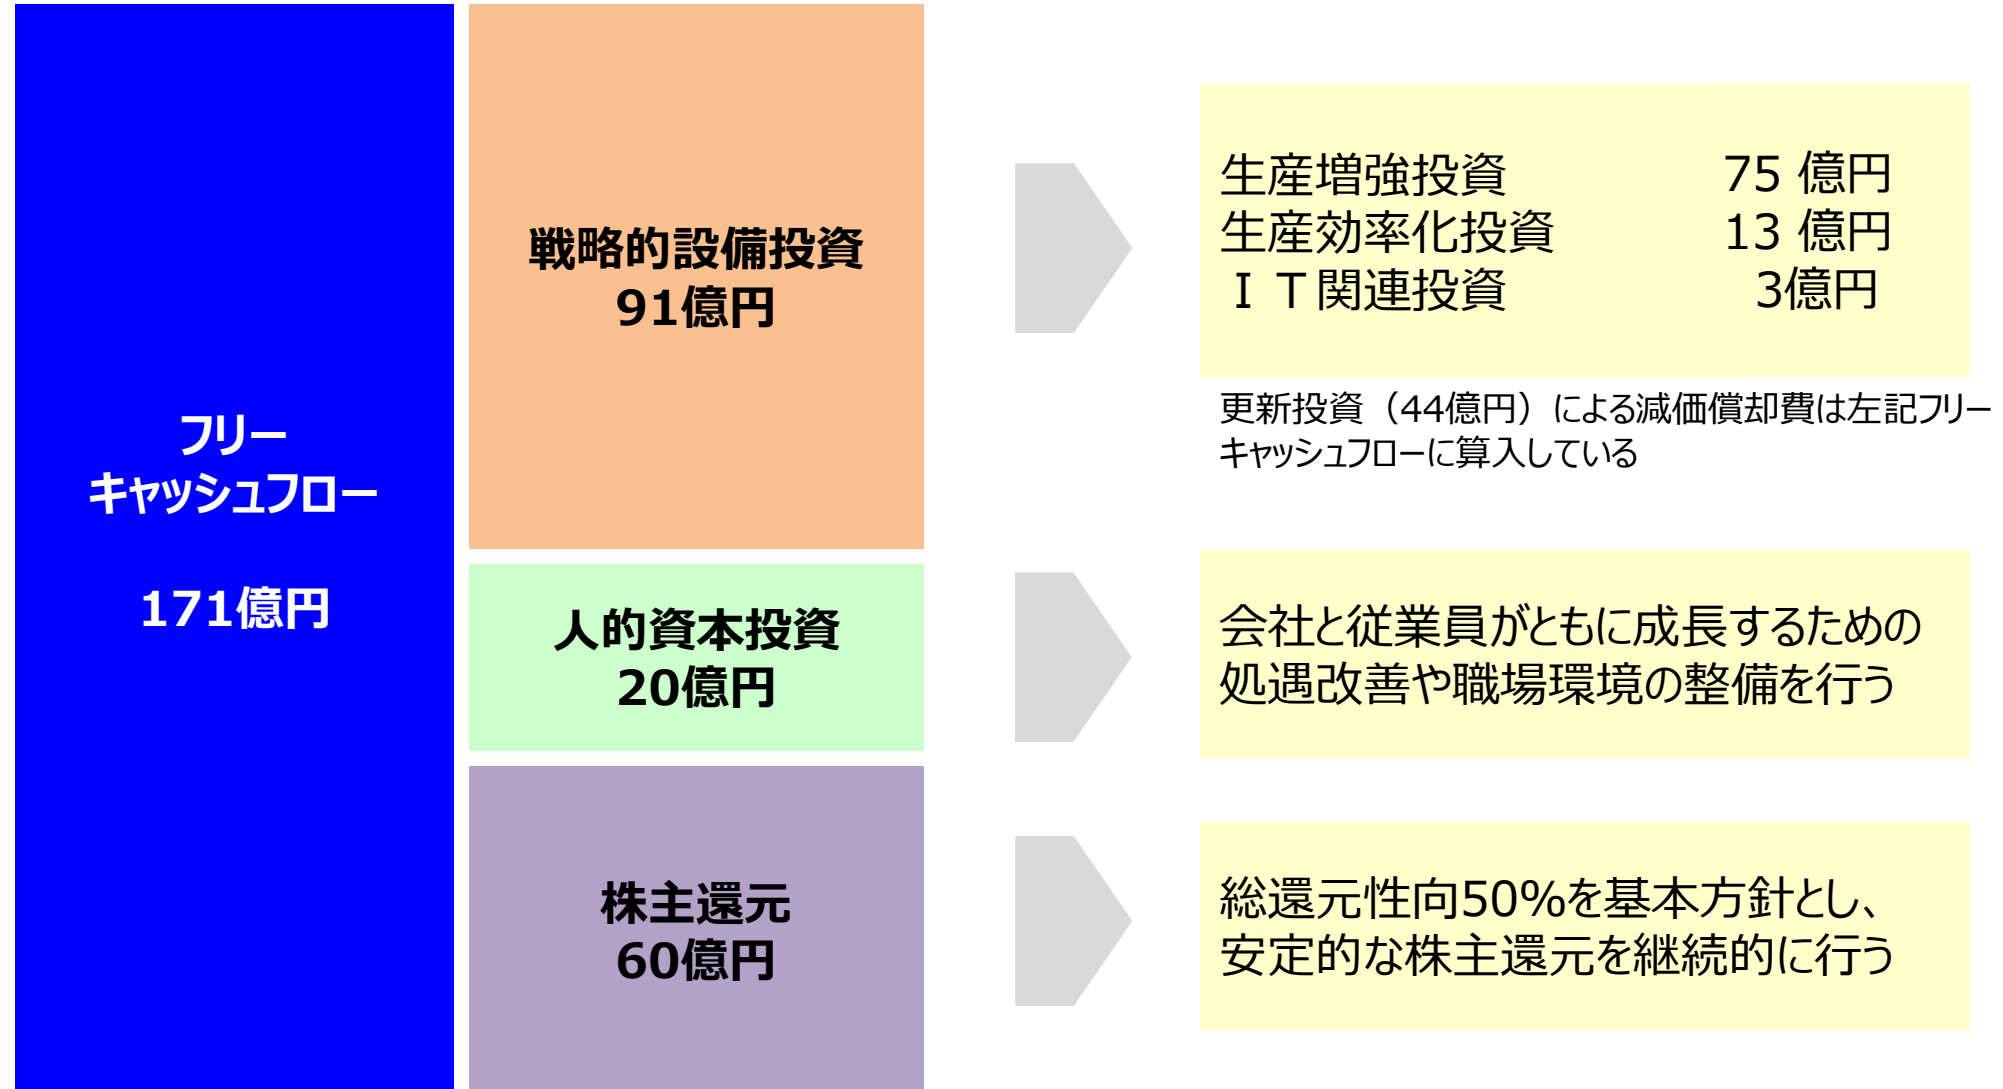 フリー
キャッシュフロー
171億円
戦略的設備投資
91億円
生産増強投資 75 億円
生産効率化投資 13 億円
ＩＴ関連投資 3億円
更新投資（44億円）による減価償却費は左記フリー
キャッシュフローに算入している
人的資本投資
20億円
会社と従業員がともに成長するための
処遇改善や職場環境の整備を行う
株主還元
60億円
総還元性向50%を基本方針とし、
安定的な株主還元を継続的に行う